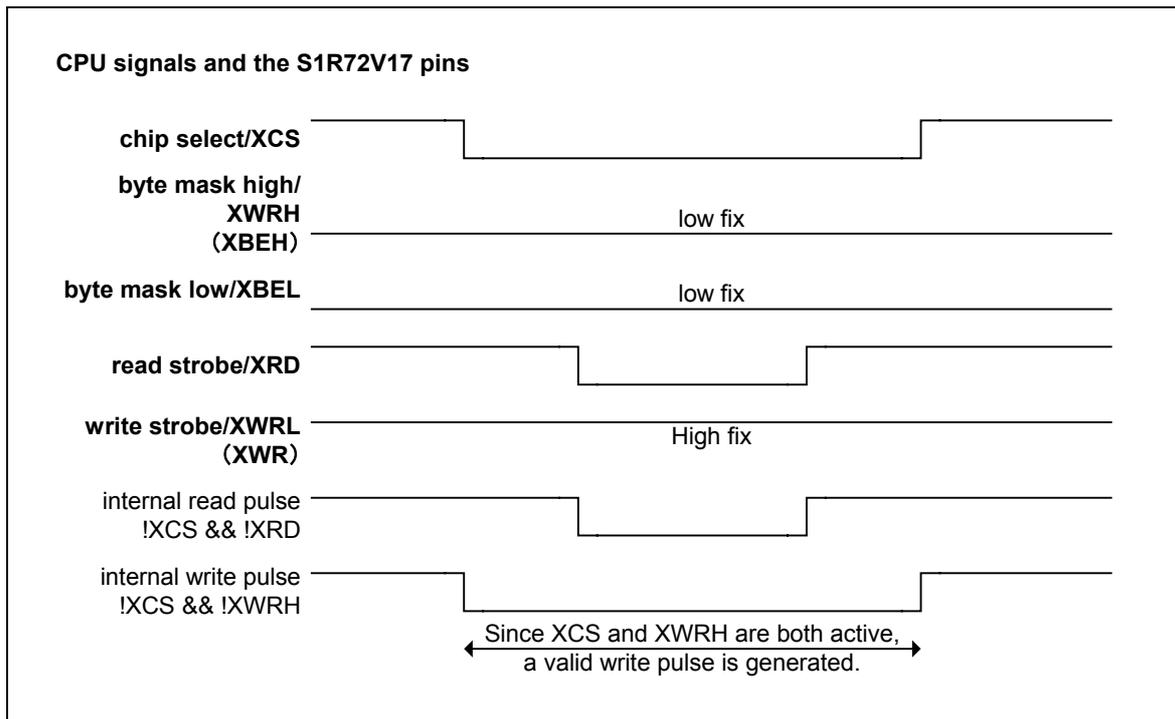 CPU signals and the S1R72V17 pins
chip select/XCS
byte mask high/
XWRH
（XBEH）
low fix
byte mask low/XBEL
low fix
read strobe/XRD
write strobe/XWRL
（XWR）
High fix
internal read pulse
!XCS && !XRD
internal write pulse
!XCS && !XWRH
Since XCS and XWRH are both active,
a valid write pulse is generated.